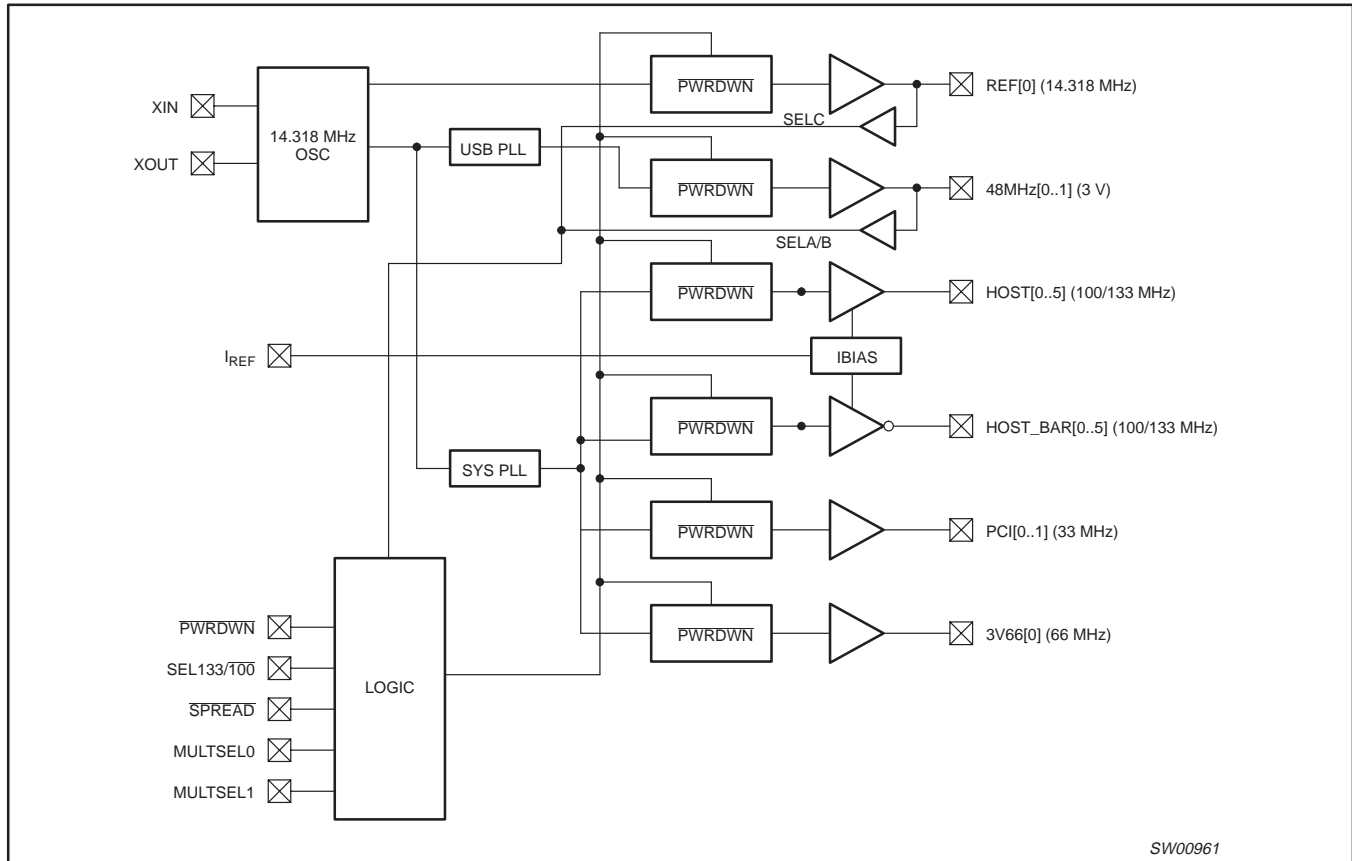 PWRDWN
REF[0] (14.318 MHz)
XIN
SELC
14.318 MHz
OSC
USB PLL
XOUT
PWRDWN
48MHz[0..1] (3 V)
SELA/B
PWRDWN
HOST[0..5] (100/133 MHz)
IREF
IBIAS
PWRDWN
HOST_BAR[0..5] (100/133 MHz)
SYS PLL
PWRDWN
PCI[0..1] (33 MHz)
PWRDWN
3V66[0] (66 MHz)
PWRDWN
SEL133/100
LOGIC
SPREAD
MULTSEL0
MULTSEL1
SW00961